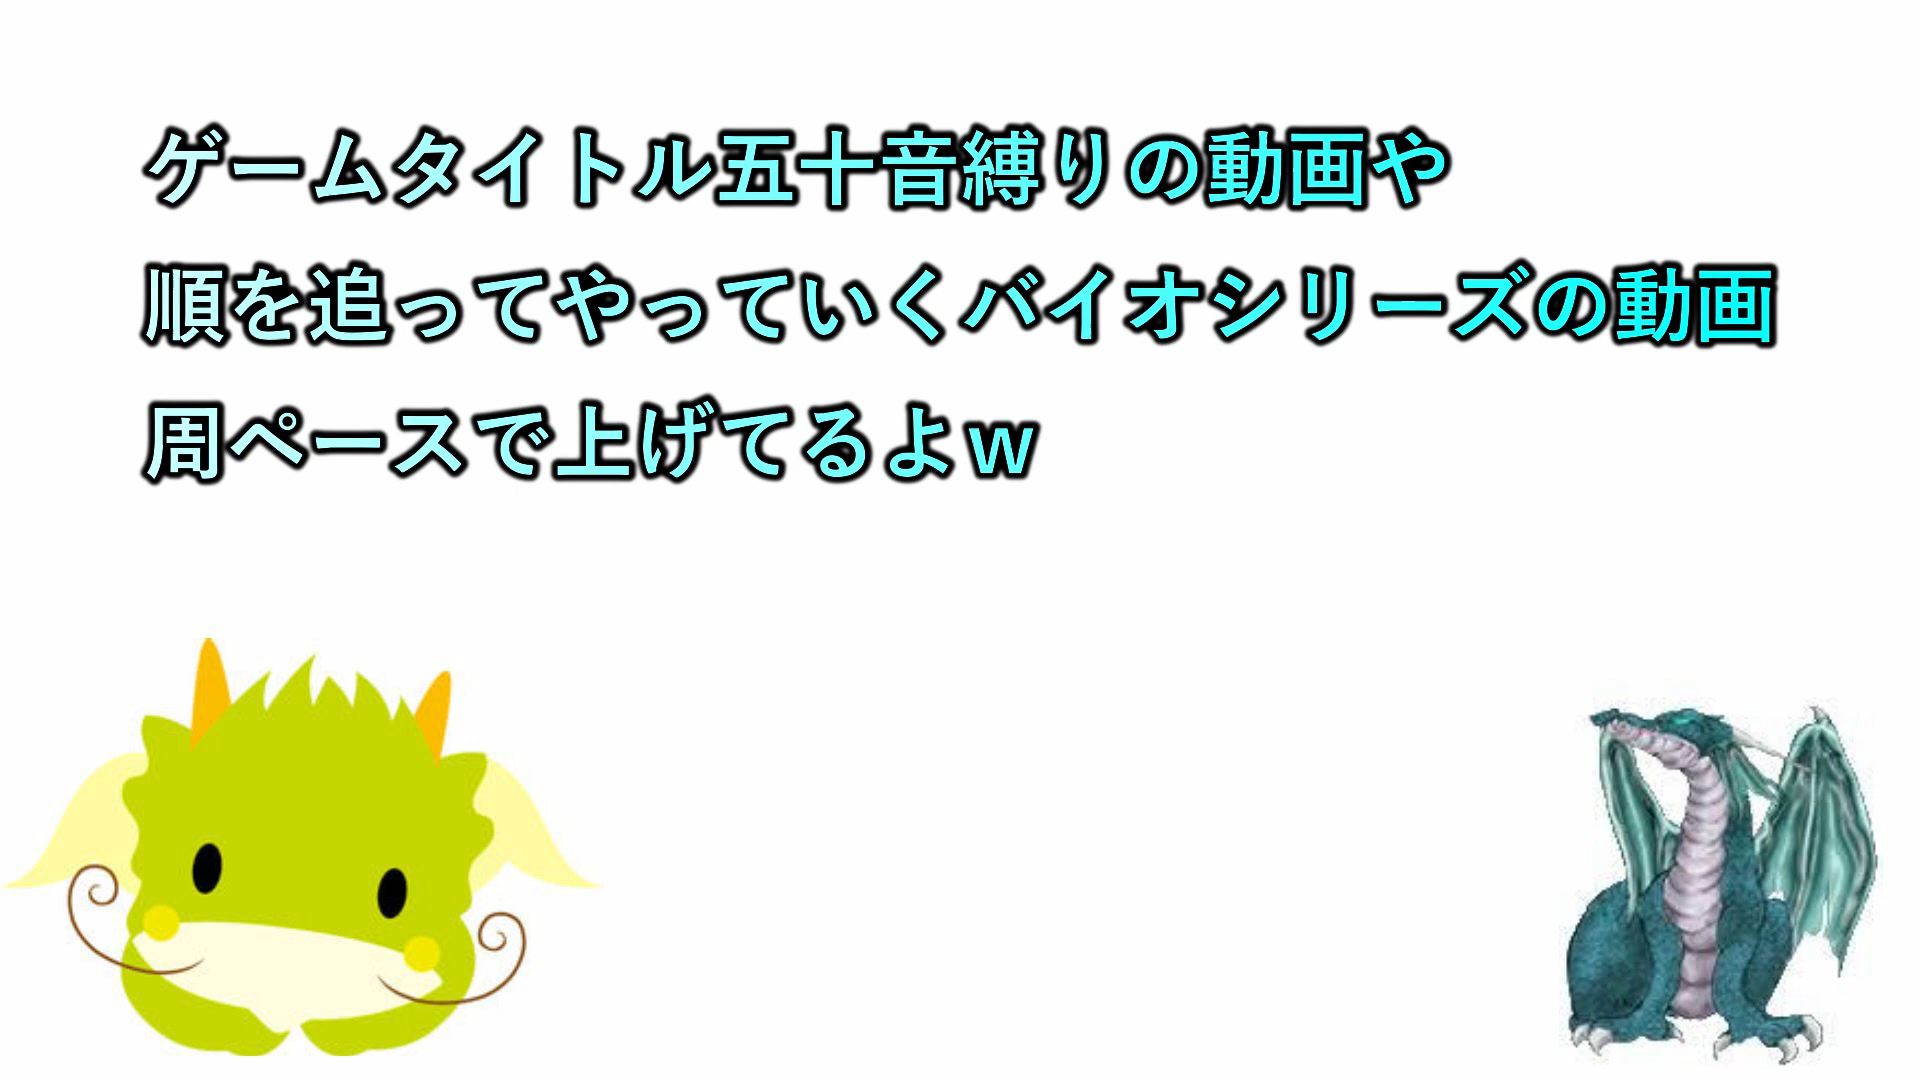 ゲームタイトル五十音縛りの動画や
順を追ってやっていくバイオシリーズの動画
周ペースで上げてるよw